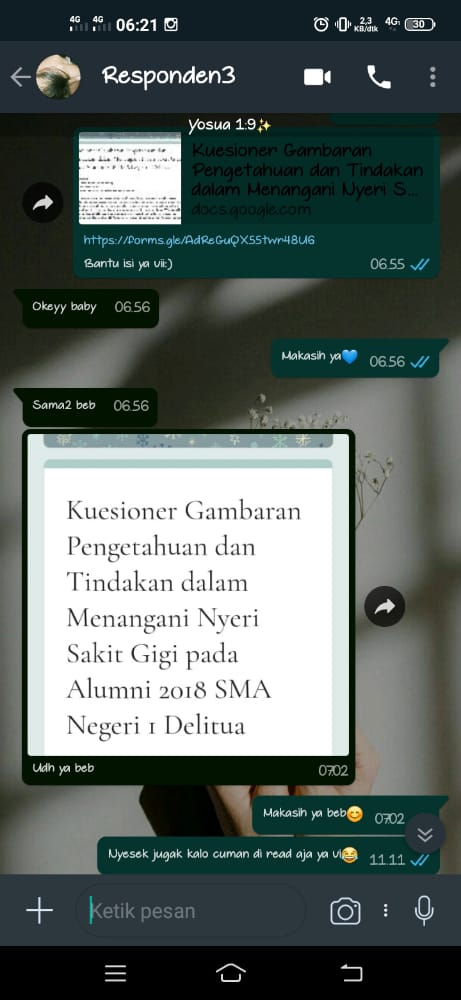 4G 4G 06:21 2,3 KB/dtk 4G 30
Responden3
Yosua 1:9✨
Kuesioner Gambaran
Pengetahuan dan Tindakan
dalam Menangani Nyeri S...
docs.google.com
https://forms.gle/AdReGuQX55twr48U6
Bantu isi ya vii:) 06.55
Okeyy baby 06.56
Makasih ya💙 06.56
Sama2 beb 06.56
Kuesioner Gambaran
Pengetahuan dan
Tindakan dalam
Menangani Nyeri
Sakit Gigi pada
Alumni 2018 SMA
Negeri 1 Delitua
Udh ya beb 07.02
Makasih ya beb😊 07.02
Nyesek jugak kalo cuman di read aja ya vi😂 11.11
Ketik pesan